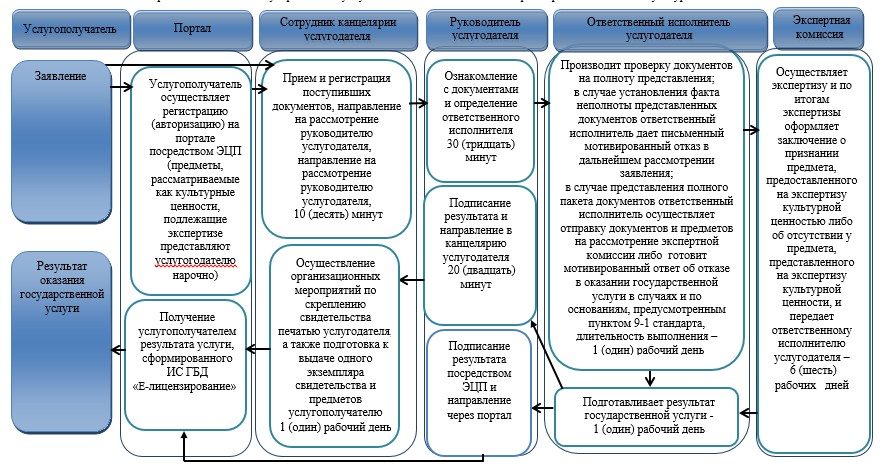 Услугополучатель
Портал
Сотрудник канцелярии
услугодателя
Руководитель
услугодателя
Ответственный исполнитель
услугодателя
Экспертная
комиссия
Заявление
Результат
оказания
государственной
услуги
Услугополучатель
осуществляет
регистрацию
(авторизацию) на
портале
посредством ЭЦП
(предметы,
рассматриваемые
как культурные
ценности,
подлежащие
экспертизе
представляют
услугогодателю
нарочно)
Получение
услугополучателем
результата услуги,
сформированного
ИС ГБД
«Е-лицензирование»
Прием и регистрация
поступивших
документов, направление
на рассмотрение
руководителю
услугодателя,
направление на
рассмотрение
руководителю
услугодателя,
10 (десять) минут
Осуществление
организационных
мероприятий по
скреплению
свидетельства
печатью услугодателя,
а также подготовка к
выдаче одного
экземпляра
свидетельства и
предметов
услугополучателю
1 (один) рабочий день
Ознакомление
с документами
и определение
ответственного
исполнителя
30 (тридцать)
минут
Подписание
результата и
направление в
канцелярию
услугодателя
20 (двадцать)
минут
Подписание
результата
посредством
ЭЦП и
направление
через портал
Производит проверку документов
на полноту представления;
в случае установления факта
неполноты представленных
документов ответственный
исполнитель дает письменный
мотивированный отказ в
дальнейшем рассмотрении
заявления;
в случае представления полного
пакета документов ответственный
исполнитель осуществляет
отправку документов и предметов
на рассмотрение экспертной
комиссии либо готовит
мотивированный ответ об отказе
в оказании государственной
услуги в случаях и по
основаниям, предусмотренным
пунктом 9-1 стандарта,
длительность выполнения –
1 (один) рабочий день
Подготавливает результат
государственной услуги -
1 (один) рабочий день
Осуществляет
экспертизу и по
итогам
экспертизы
оформляет
заключение о
признании
предмета,
предоставленного
на экспертизу
культурной
ценностью либо
об отсутствии у
предмета,
представленного
на экспертизу
культурной
ценности, и
передает
ответственному
исполнителю
услугодателя –
6 (шесть)
рабочих дней